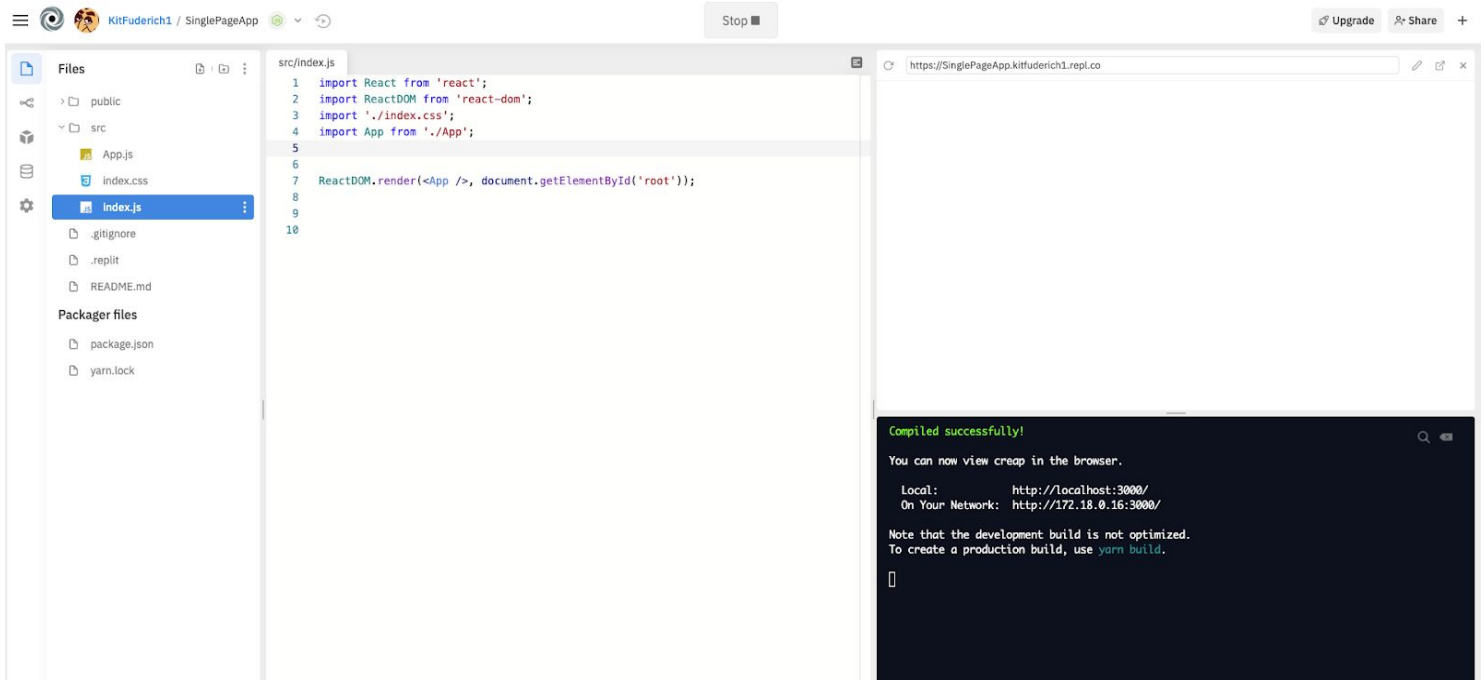 KitFuderich1 / SinglePageApp
Stop
Upgrade
Share
Files
public
src
App.js
index.css
index.js
.gitignore
.replit
README.md
Packager files
package.json
yarn.lock
src/index.js
1 import React from 'react';
2 import ReactDOM from 'react-dom';
3 import './index.css';
4 import App from './App';
5
6
7 ReactDOM.render(<App />, document.getElementById('root'));
8
9
10
https://SinglePageApp.kitfuderich1.repl.co
Compiled successfully!
You can now view creap in the browser.
Local: http://localhost:3000/
On Your Network: http://172.18.0.16:3000/
Note that the development build is not optimized.
To create a production build, use yarn build.